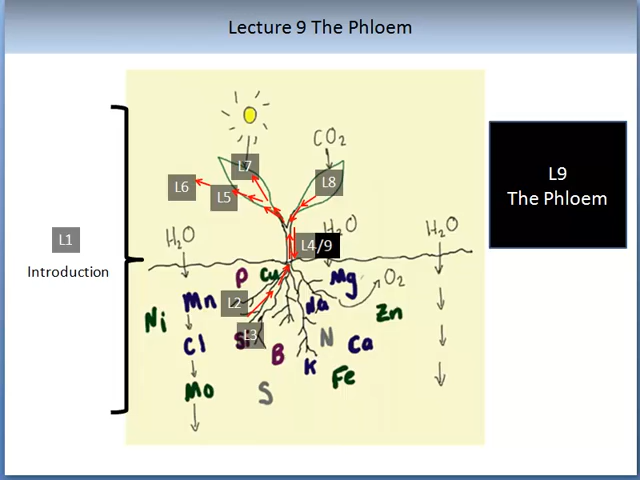 Lecture 9 The Phloem
CO₂
L7
L6
L5
L8
L9
The Phloem
H₂O
H₂O
H₂O
L1
Introduction
L4/9
P
Cu
Mg
O₂
Ni
Mn
L2
Na
Zn
Cl
L3
B
N
Ca
K
Fe
Mo
S